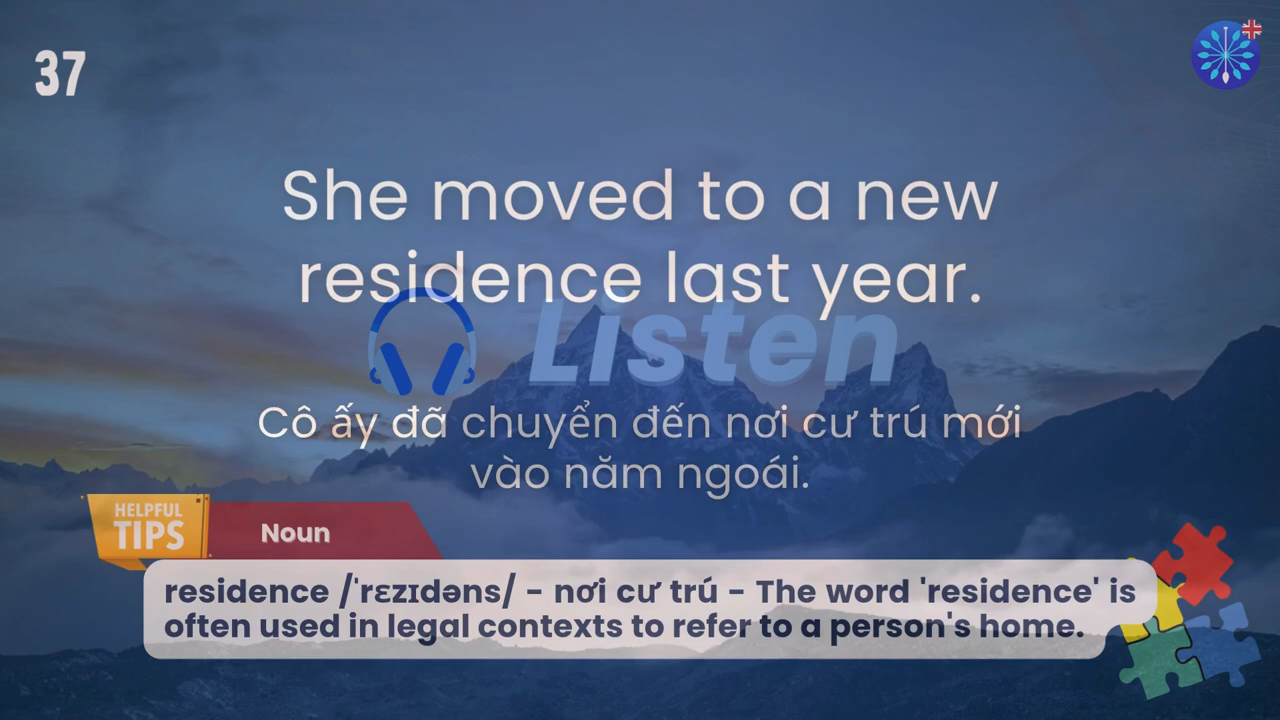 37
She moved to a new
residence last year.
Listen
Cô ấy đã chuyển đến nơi cư trú mới
vào năm ngoái.
HELPFUL
TIPS
Noun
residence /ˈrɛzɪdəns/ - nơi cư trú - The word 'residence' is
often used in legal contexts to refer to a person's home.